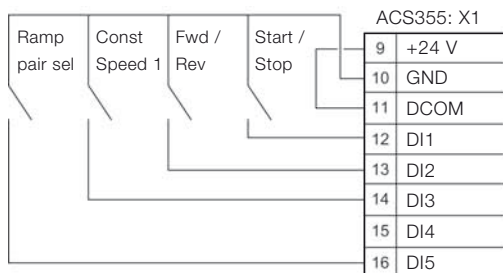 ACS355: X1
Ramp pair sel
Const Speed 1
Fwd / Rev
Start / Stop
9 +24 V
10 GND
11 DCOM
12 DI1
13 DI2
14 DI3
15 DI4
16 DI5